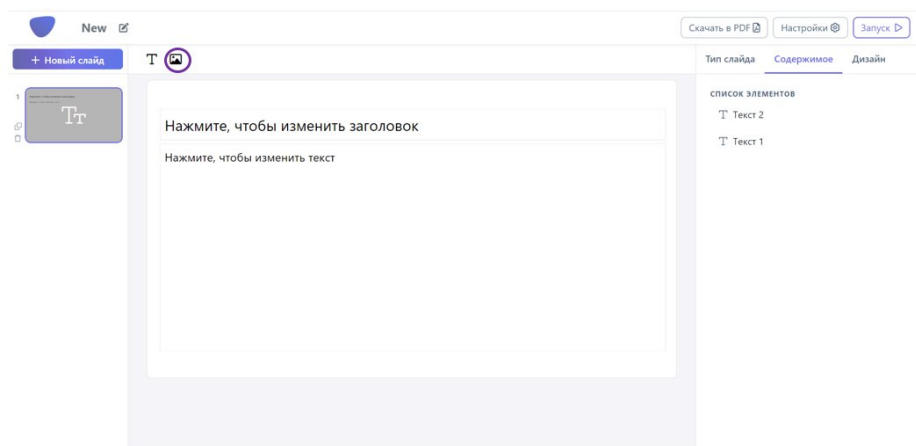 New
Скачать в PDF
Настройки
Запуск
+ Новый слайд
T
Тип слайда
Содержимое
Дизайн
1
Tт
Нажмите, чтобы изменить заголовок
Нажмите, чтобы изменить текст
СПИСОК ЭЛЕМЕНТОВ
T Текст 2
T Текст 1